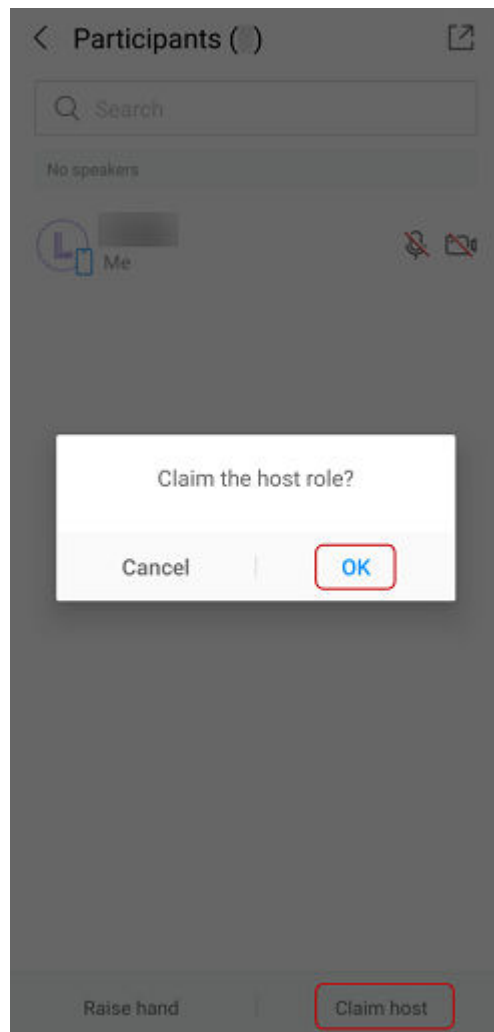 Participants ( )
Search
No speakers
L
Me
Claim the host role?
Cancel
OK
Raise hand
Claim host